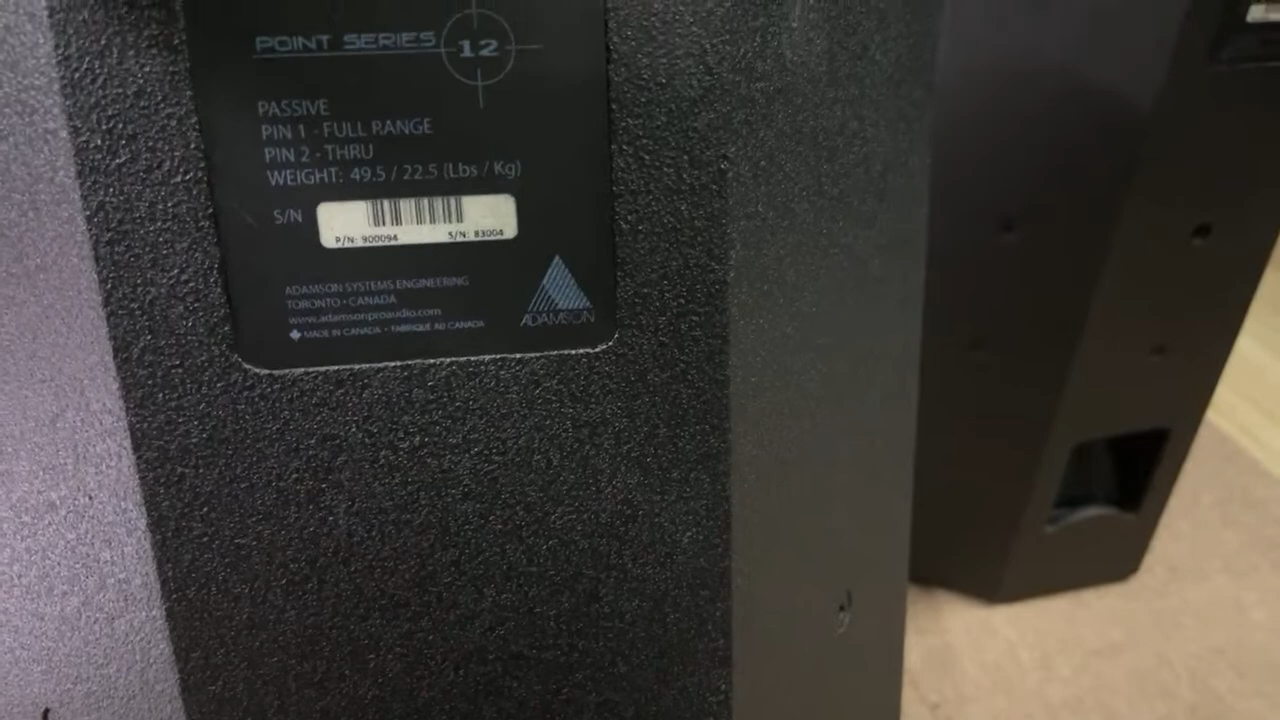 POINT SERIES 12
PASSIVE
PIN 1 - FULL RANGE
PIN 2 - THRU
WEIGHT: 49.5 / 22.5 (Lbs / Kg)
S/N
P/N: 900094 S/N: 83004
ADAMSON SYSTEMS ENGINEERING
TORONTO • CANADA
www.adamsonproaudio.com
MADE IN CANADA • FABRIQUÉ AU CANADA
ADAMSON